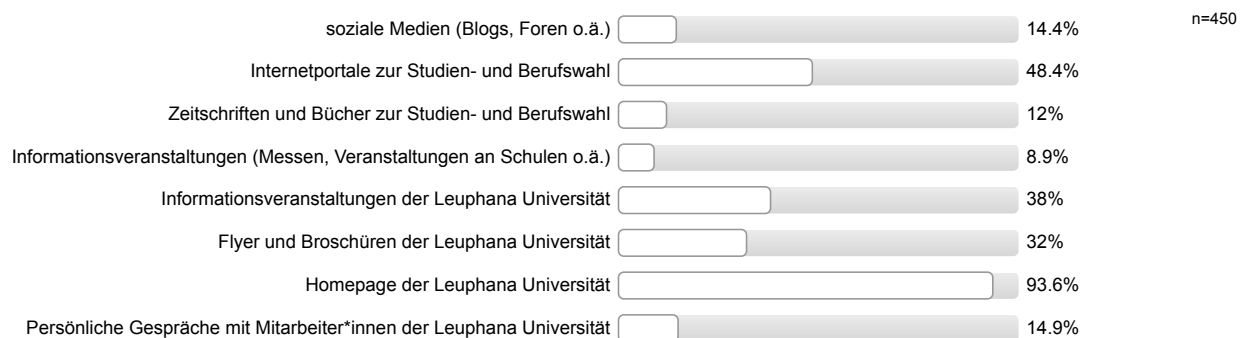 soziale Medien (Blogs, Foren o.ä.) 14.4% n=450
Internetportale zur Studien- und Berufswahl 48.4%
Zeitschriften und Bücher zur Studien- und Berufswahl 12%
Informationsveranstaltungen (Messen, Veranstaltungen an Schulen o.ä.) 8.9%
Informationsveranstaltungen der Leuphana Universität 38%
Flyer und Broschüren der Leuphana Universität 32%
Homepage der Leuphana Universität 93.6%
Persönliche Gespräche mit Mitarbeiter*innen der Leuphana Universität 14.9%